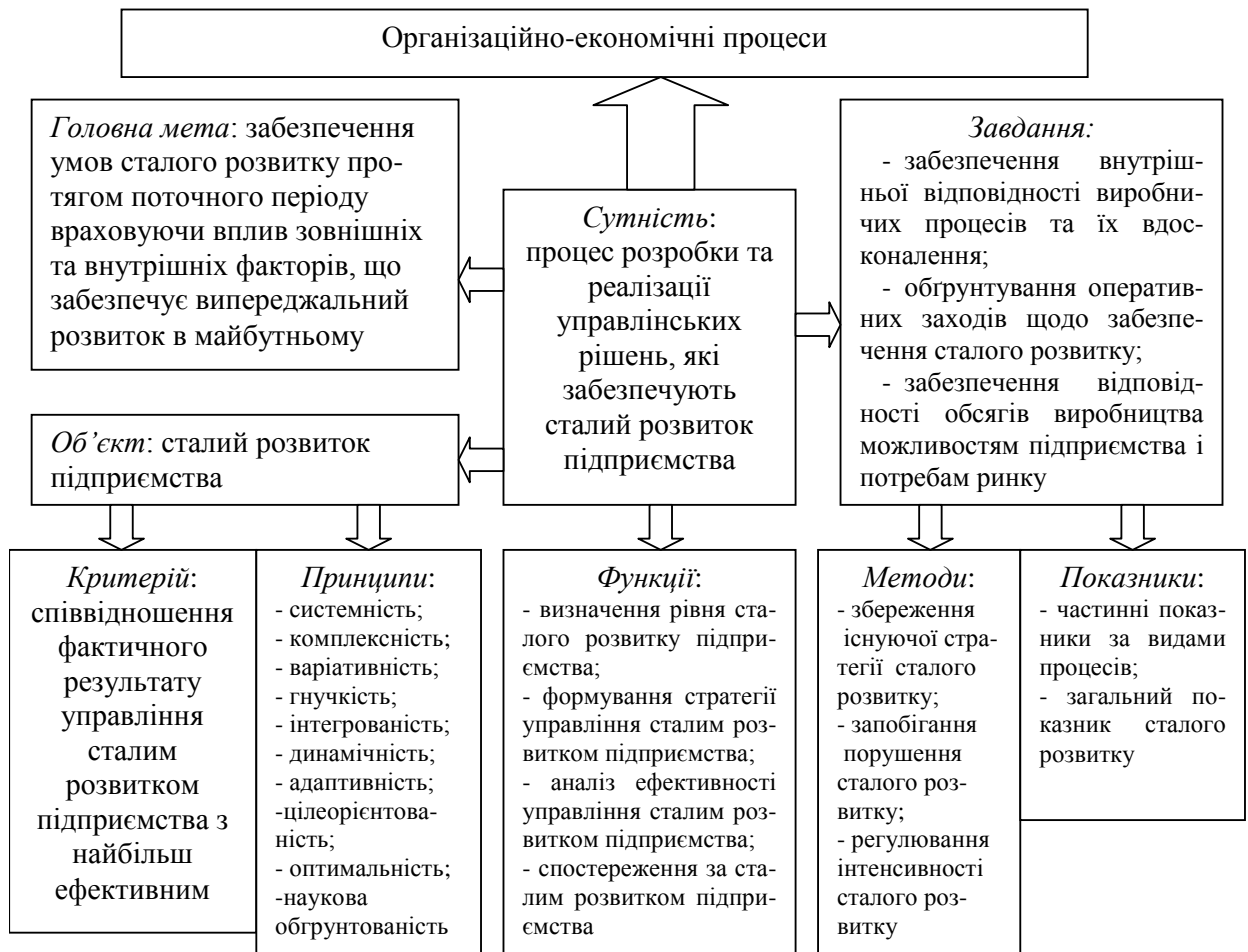 Організаційно-економічні процеси
Головна мета: забезпечення
умов сталого розвитку про-
тягом поточного періоду
враховуючи вплив зовнішніх
та внутрішніх факторів, що
забезпечує випереджальний
розвиток в майбутньому
Сутність:
процес розробки та
реалізації
управлінських
рішень, які
забезпечують
сталий розвиток
підприємства
Завдання:
- забезпечення внутріш-
ньої відповідності виробни-
чих процесів та їх вдос-
коналення;
- обґрунтування оператив-
них заходів щодо забезпе-
чення сталого розвитку;
- забезпечення відповід-
ності обсягів виробництва
можливостям підприємства і
потребам ринку
Об’єкт: сталий розвиток
підприємства
Критерій:
співвідношення
фактичного
результату
управління
сталим
розвитком
підприємства з
найбільш
ефективним
Принципи:
- системність;
- комплексність;
- варіативність;
- гнучкість;
- інтегрованість;
- динамічність;
- адаптивність;
-цілеорієнтова-
ність;
- оптимальність;
-наукова
обгрунтованість
Функції:
- визначення рівня ста-
лого розвитку підпри-
ємства;
- формування стратегії
управління сталим роз-
витком підприємства;
- аналіз ефективності
управління сталим роз-
витком підприємства;
- спостереження за ста-
лим розвитком підпри-
ємства
Методи:
- збереження
існуючої стра-
тегії сталого
розвитку;
- запобігання
порушення
сталого роз-
витку;
- регулювання
інтенсивності
сталого роз-
витку
Показники:
- частинні показ-
ники за видами
процесів;
- загальний по-
казник сталого
розвитку